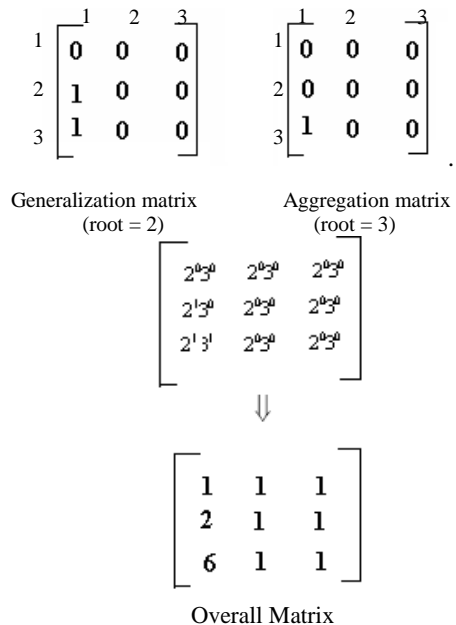 1 2 3
1 0 0 0
2 1 0 0
3 1 0 0
1 2 3
1 0 0 0
2 0 0 0
3 1 0 0
.
Generalization matrix
(root = 2)
Aggregation matrix
(root = 3)
2⁰3⁰ 2⁰3⁰ 2⁰3⁰
2¹3⁰ 2⁰3⁰ 2⁰3⁰
2¹3¹ 2⁰3⁰ 2⁰3⁰
⇓
1 1 1
2 1 1
6 1 1
Overall Matrix